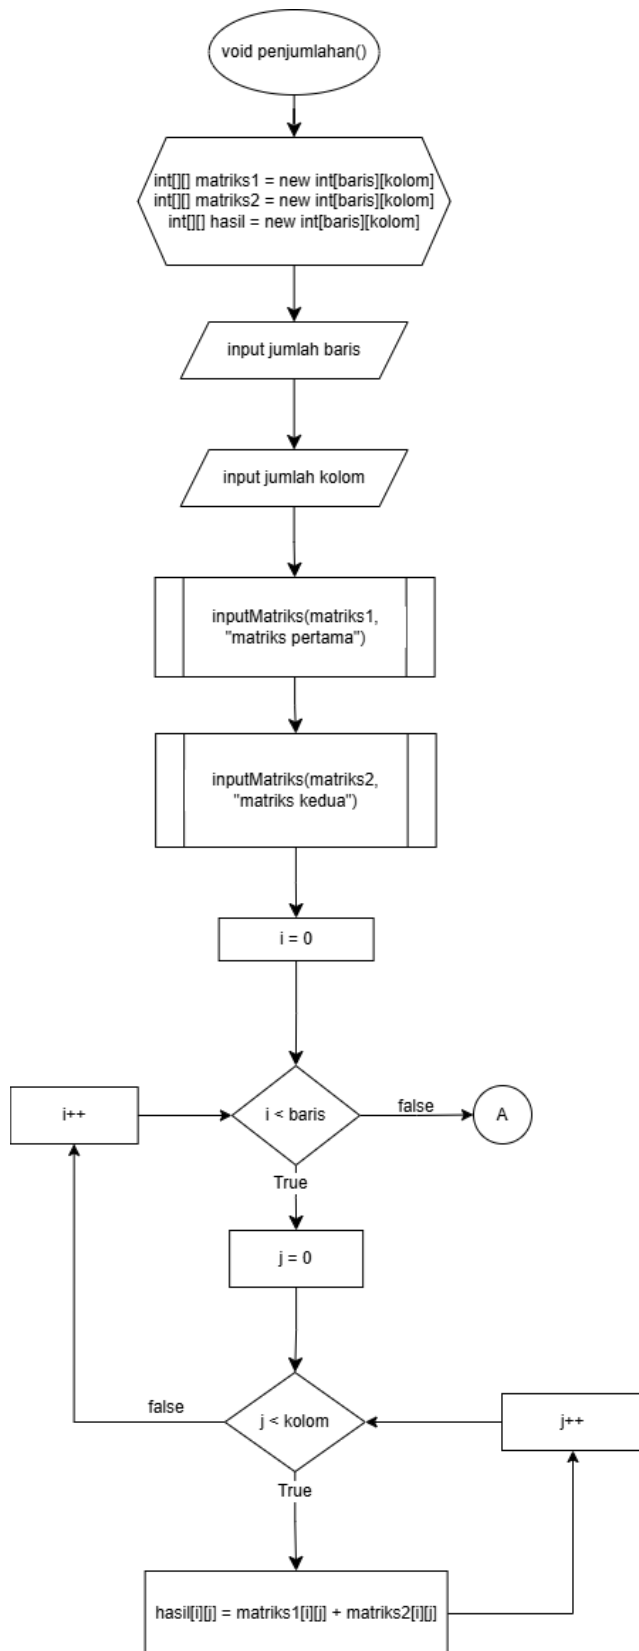 void penjumlahan()
int[][] matriks1 = new int[baris][kolom]
int[][] matriks2 = new int[baris][kolom]
int[][] hasil = new int[baris][kolom]
input jumlah baris
input jumlah kolom
inputMatriks(matriks1,
"matriks pertama")
inputMatriks(matriks2,
"matriks kedua")
i = 0
i++
i < baris
false
A
True
j = 0
false
j < kolom
j++
True
hasil[i][j] = matriks1[i][j] + matriks2[i][j]